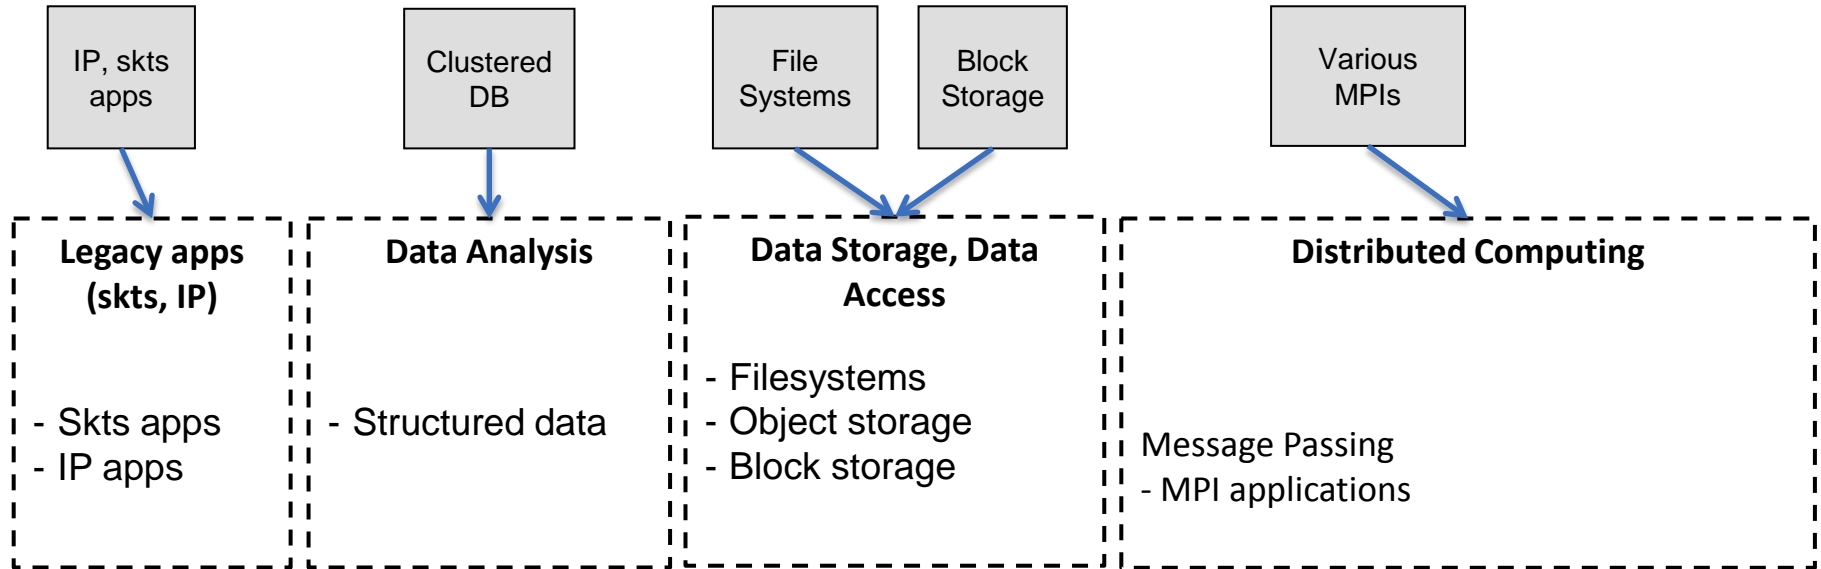 IP, skts
apps
Clustered
DB
File
Systems
Block
Storage
Various
MPIs
Legacy apps
(skts, IP)
- Skts apps
- IP apps
Data Analysis
- Structured data
Data Storage, Data
Access
- Filesystems
- Object storage
- Block storage
Distributed Computing
Message Passing
- MPI applications